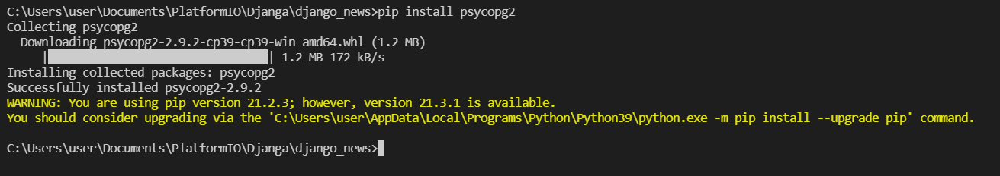 C:\Users\user\Documents\PlatformIO\Djanga\django_news>pip install psycopg2
Collecting psycopg2
  Downloading psycopg2-2.9.2-cp39-cp39-win_amd64.whl (1.2 MB)
     |████████████████████████████████| 1.2 MB 172 kB/s
Installing collected packages: psycopg2
Successfully installed psycopg2-2.9.2
WARNING: You are using pip version 21.2.3; however, version 21.3.1 is available.
You should consider upgrading via the 'C:\Users\user\AppData\Local\Programs\Python\Python39\python.exe -m pip install --upgrade pip' command.
C:\Users\user\Documents\PlatformIO\Djanga\django_news>